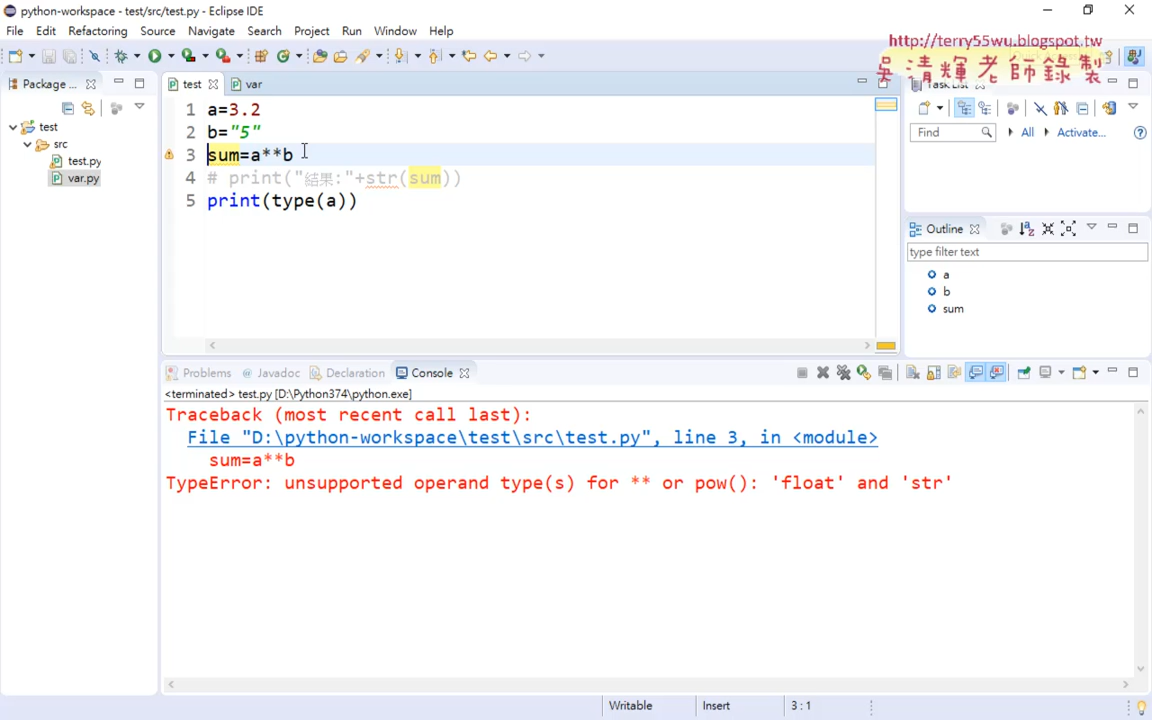 python-workspace - test/src/test.py - Eclipse IDE
File Edit Refactoring Source Navigate Search Project Run Window Help
http://terry55wu.blogspot.tw
吳清輝老師錄製
Package ...
test
var
Task List
test
src
test.py
var.py
1 a=3.2
2 b="5"
3 sum=a**b
4 # print("結果:"+str(sum))
5 print(type(a))
Find
All
Activate...
Outline
type filter text
a
b
sum
Problems
Javadoc
Declaration
Console
<terminated> test.py [D:\Python374\python.exe]
Traceback (most recent call last):
File "D:\python-workspace\test\src\test.py", line 3, in <module>
sum=a**b
TypeError: unsupported operand type(s) for ** or pow(): 'float' and 'str'
Writable
Insert
3 : 1